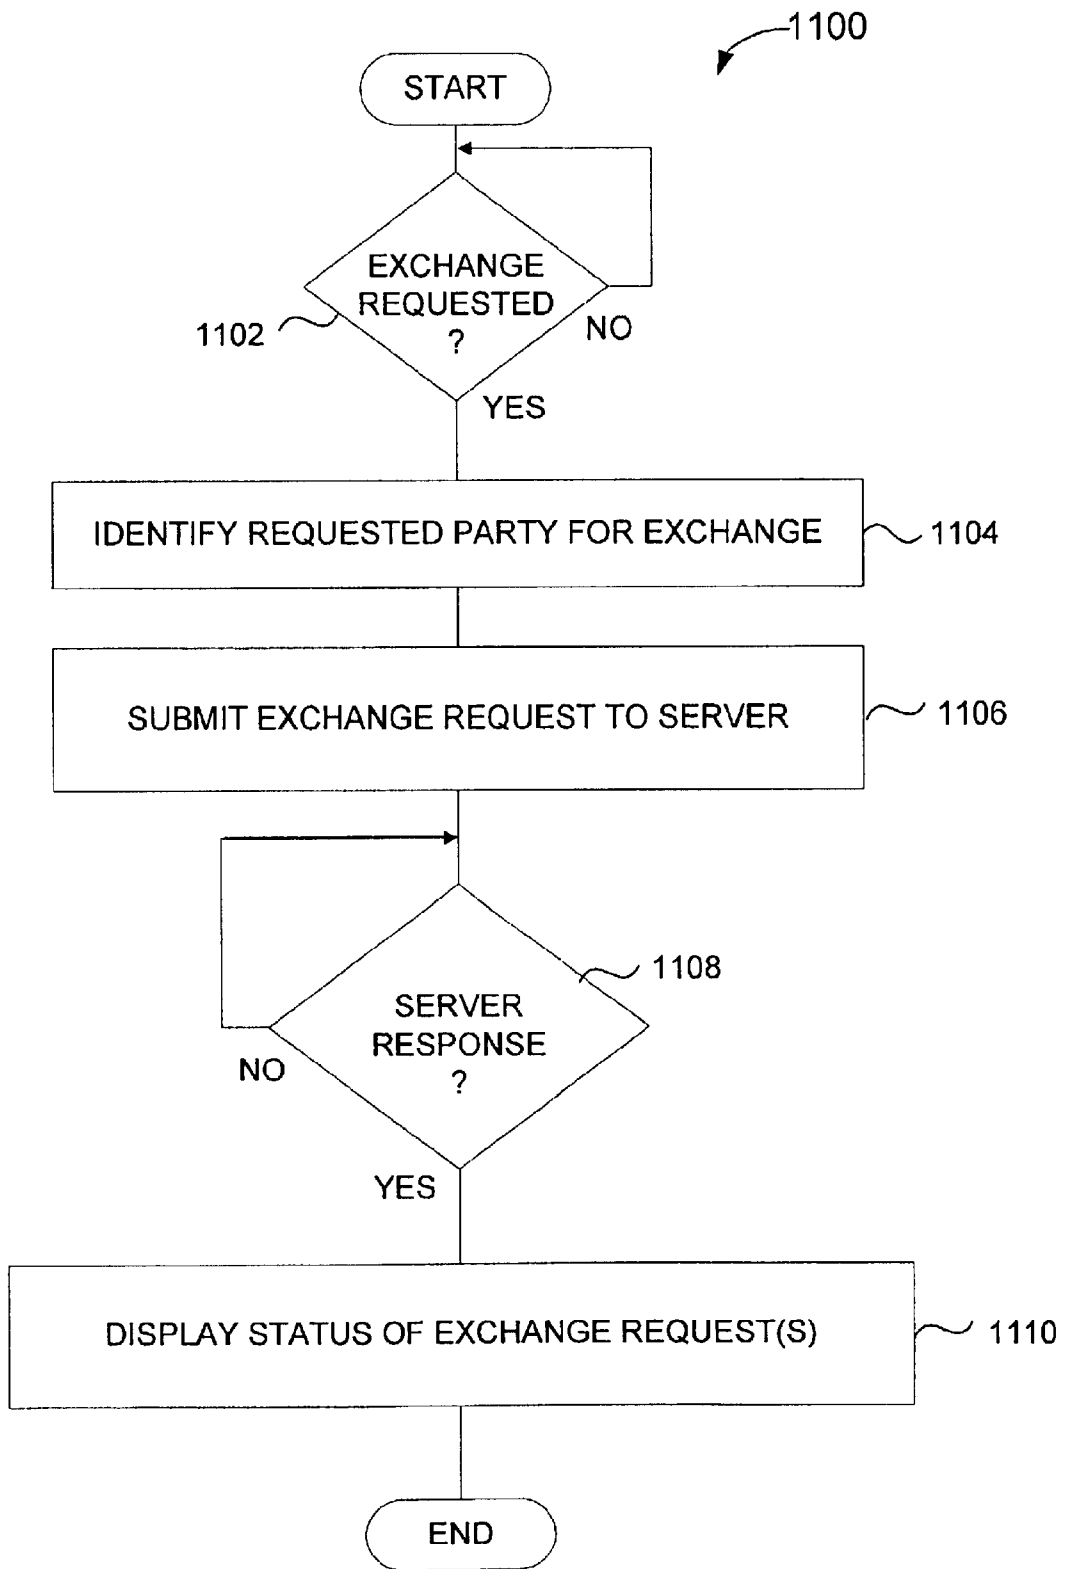 1100
START
EXCHANGE
REQUESTED
?
1102
NO
YES
IDENTIFY REQUESTED PARTY FOR EXCHANGE
1104
SUBMIT EXCHANGE REQUEST TO SERVER
1106
1108
SERVER
RESPONSE
?
NO
YES
DISPLAY STATUS OF EXCHANGE REQUEST(S)
1110
END